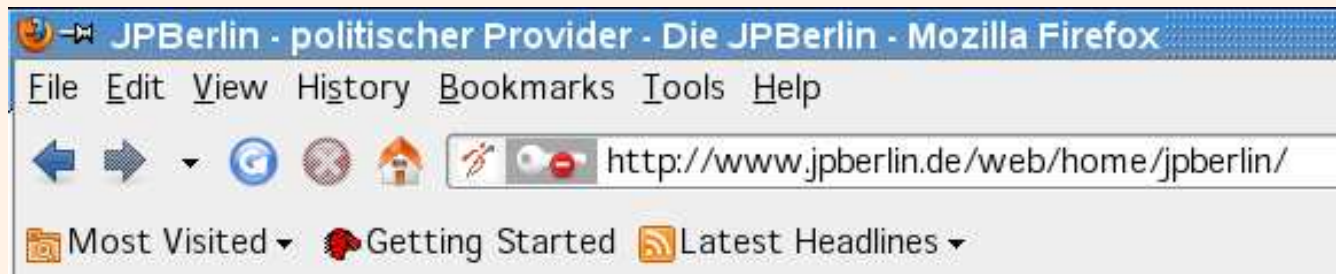 JPBerlin - politischer Provider - Die JPBerlin - Mozilla Firefox
File Edit View History Bookmarks Tools Help
http://www.jpberlin.de/web/home/jpberlin/
Most Visited Getting Started Latest Headlines